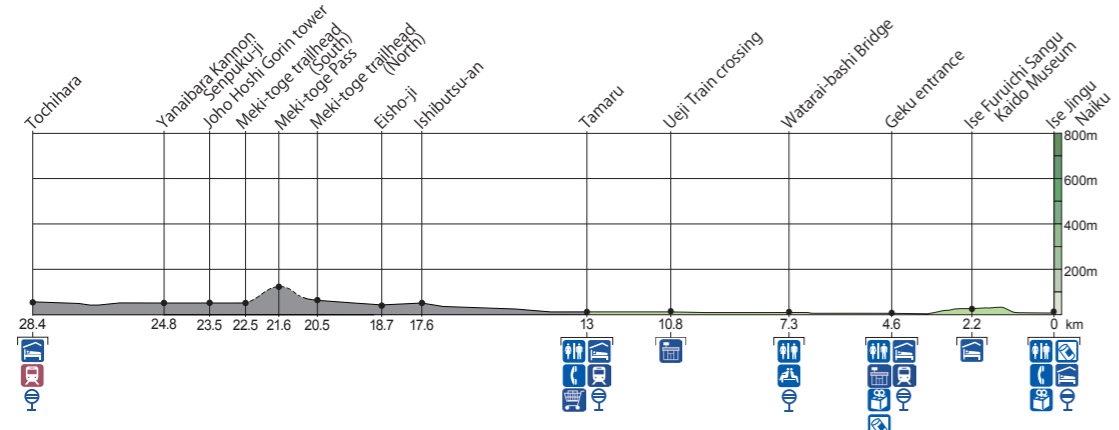 Tochihara
Yanaibara Kannon
Senpuku-ji
Joho Hoshi Gorin tower
Meki-toge trailhead
(South)
Meki-toge Pass
Meki-toge trailhead
(North)
Eisho-ji
Ishibutsu-an
Tamaru
Ueji Train crossing
Watarai-bashi Bridge
Geku entrance
Ise Furuichi Sangu
Kaido Museum
Ise Jingu
Naiku
800m
600m
400m
200m
28.4
24.8
23.5
22.5
21.6
20.5
18.7
17.6
13
10.8
7.3
4.6
2.2
0
km